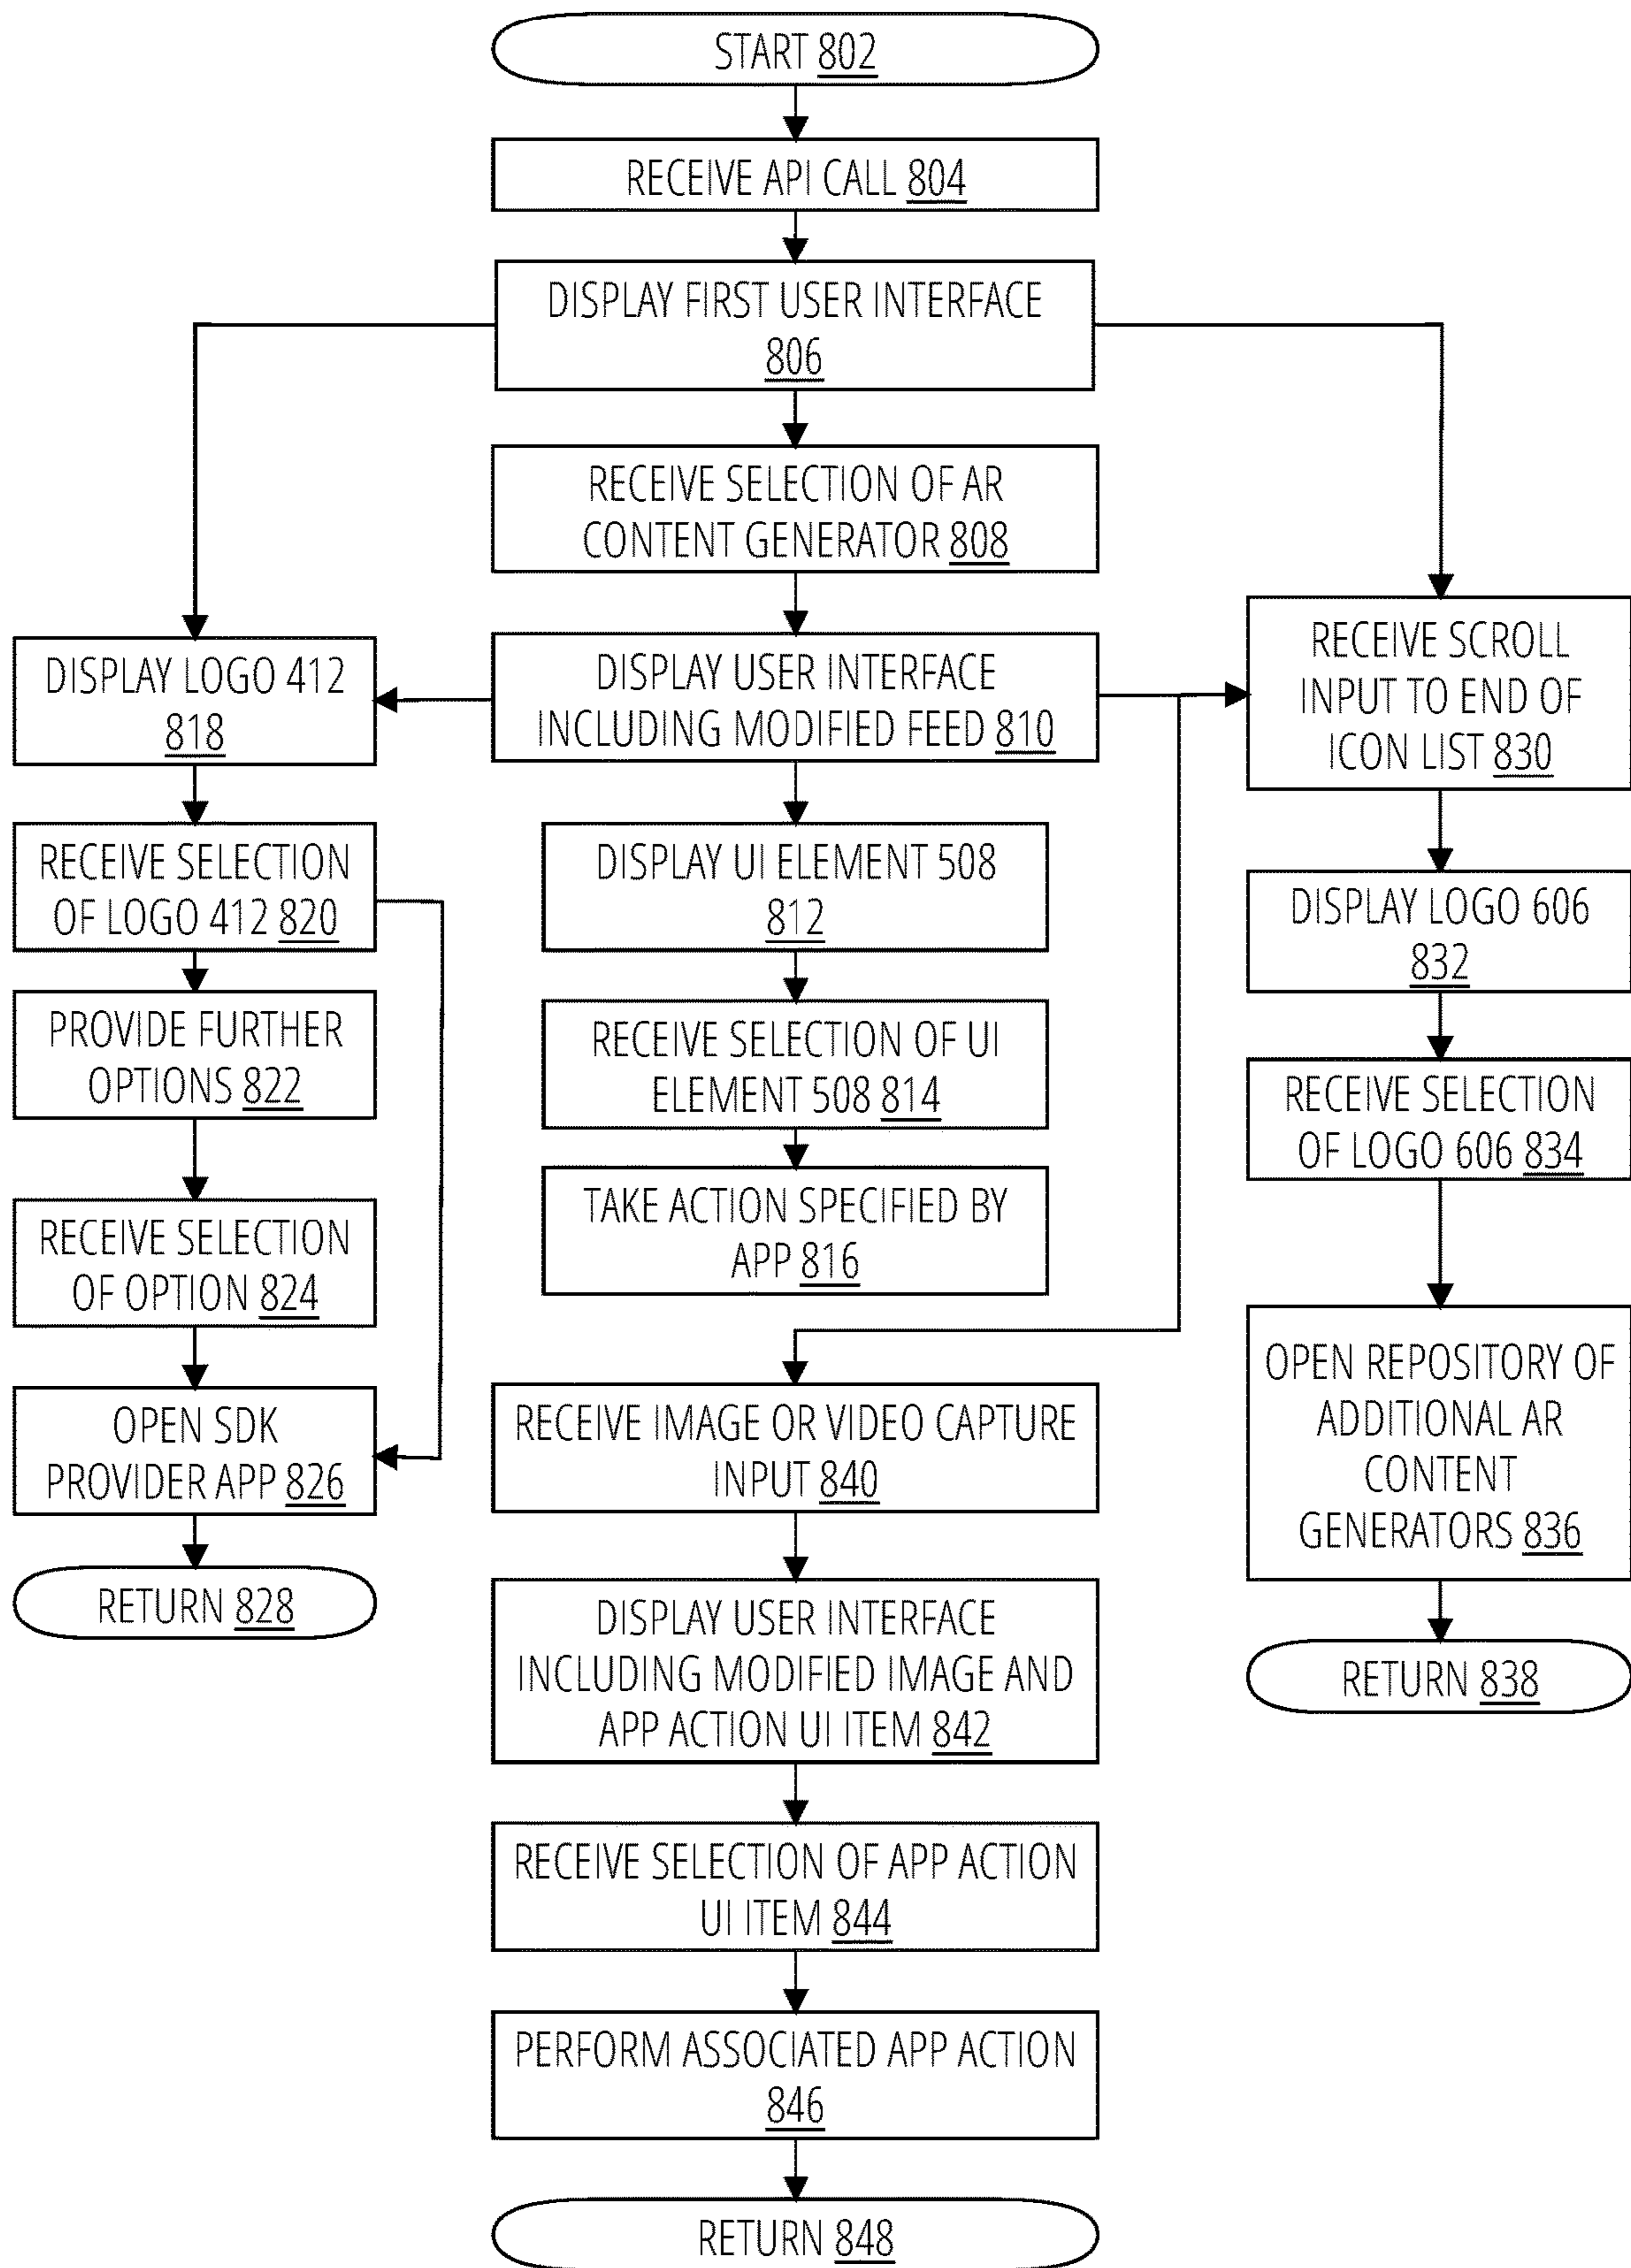 START 802
RECEIVE API CALL 804
DISPLAY FIRST USER INTERFACE
806
RECEIVE SELECTION OF AR
CONTENT GENERATOR 808
DISPLAY USER INTERFACE
INCLUDING MODIFIED FEED 810
DISPLAY UI ELEMENT 508
812
RECEIVE SELECTION OF UI
ELEMENT 508 814
TAKE ACTION SPECIFIED BY
APP 816
DISPLAY LOGO 412
818
RECEIVE SELECTION
OF LOGO 412 820
PROVIDE FURTHER
OPTIONS 822
RECEIVE SELECTION
OF OPTION 824
OPEN SDK
PROVIDER APP 826
RETURN 828
RECEIVE SCROLL
INPUT TO END OF
ICON LIST 830
DISPLAY LOGO 606
832
RECEIVE SELECTION
OF LOGO 606 834
OPEN REPOSITORY OF
ADDITIONAL AR
CONTENT
GENERATORS 836
RETURN 838
RECEIVE IMAGE OR VIDEO CAPTURE
INPUT 840
DISPLAY USER INTERFACE
INCLUDING MODIFIED IMAGE AND
APP ACTION UI ITEM 842
RECEIVE SELECTION OF APP ACTION
UI ITEM 844
PERFORM ASSOCIATED APP ACTION
846
RETURN 848